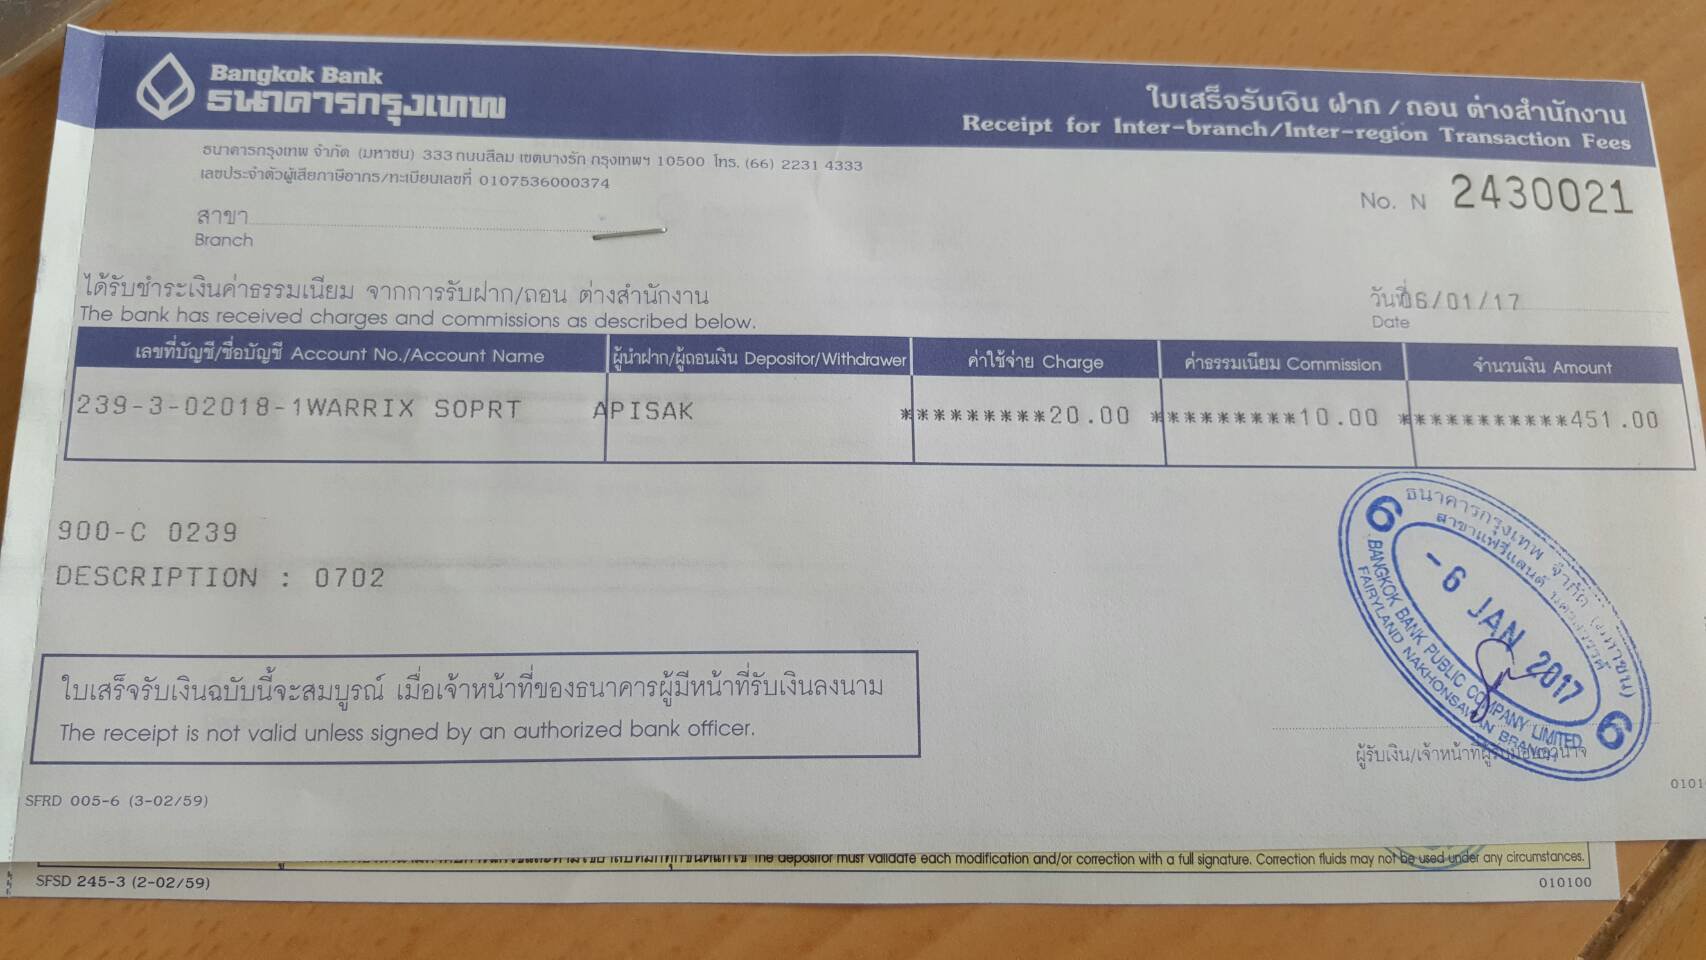 Bangkok Bank
ธนาคารกรุงเทพ
ใบเสร็จรับเงิน ฝาก / ถอน ต่างสำนักงาน
Receipt for Inter-branch/Inter-region Transaction Fees
ธนาคารกรุงเทพ จำกัด (มหาชน) 333 ถนนสีลม เขตบางรัก กรุงเทพฯ 10500 โทร. (66) 2231 4333
เลขประจำตัวผู้เสียภาษีอากร/ทะเบียนเลขที่ 0107536000374
No. N 2430021
สาขา
Branch
ได้รับชำระเงินค่าธรรมเนียม จากการรับฝาก/ถอน ต่างสำนักงาน
The bank has received charges and commissions as described below.
วันที่06/01/17
Date
เลขที่บัญชี/ชื่อบัญชี Account No./Account Name ผู้นำฝาก/ผู้ถอนเงิน Depositor/Withdrawer ค่าใช้จ่าย Charge ค่าธรรมเนียม Commission จำนวนเงิน Amount
239-3-02018-1WARRIX SOPRT APISAK *********20.00 *********10.00 ***********451.00
900-C 0239
DESCRIPTION : 0702
ธนาคารกรุงเทพ จำกัด (มหาชน)
สาขาแฟรี่แลนด์ นครสวรรค์
6 -6 JAN 2017 6
BANGKOK BANK PUBLIC COMPANY LIMITED
FAIRYLAND NAKHONSAWAN BRANCH
ใบเสร็จรับเงินฉบับนี้จะสมบูรณ์ เมื่อเจ้าหน้าที่ของธนาคารผู้มีหน้าที่รับเงินลงนาม
The receipt is not valid unless signed by an authorized bank officer.
ผู้รับเงิน/เจ้าหน้าที่ผู้รับมอบอำนาจ
SFRD 005-6 (3-02/59)
0101
The depositor must validate each modification and/or correction with a full signature. Correction fluids may not be used under any circumstances.
SFSD 245-3 (2-02/59)
010100